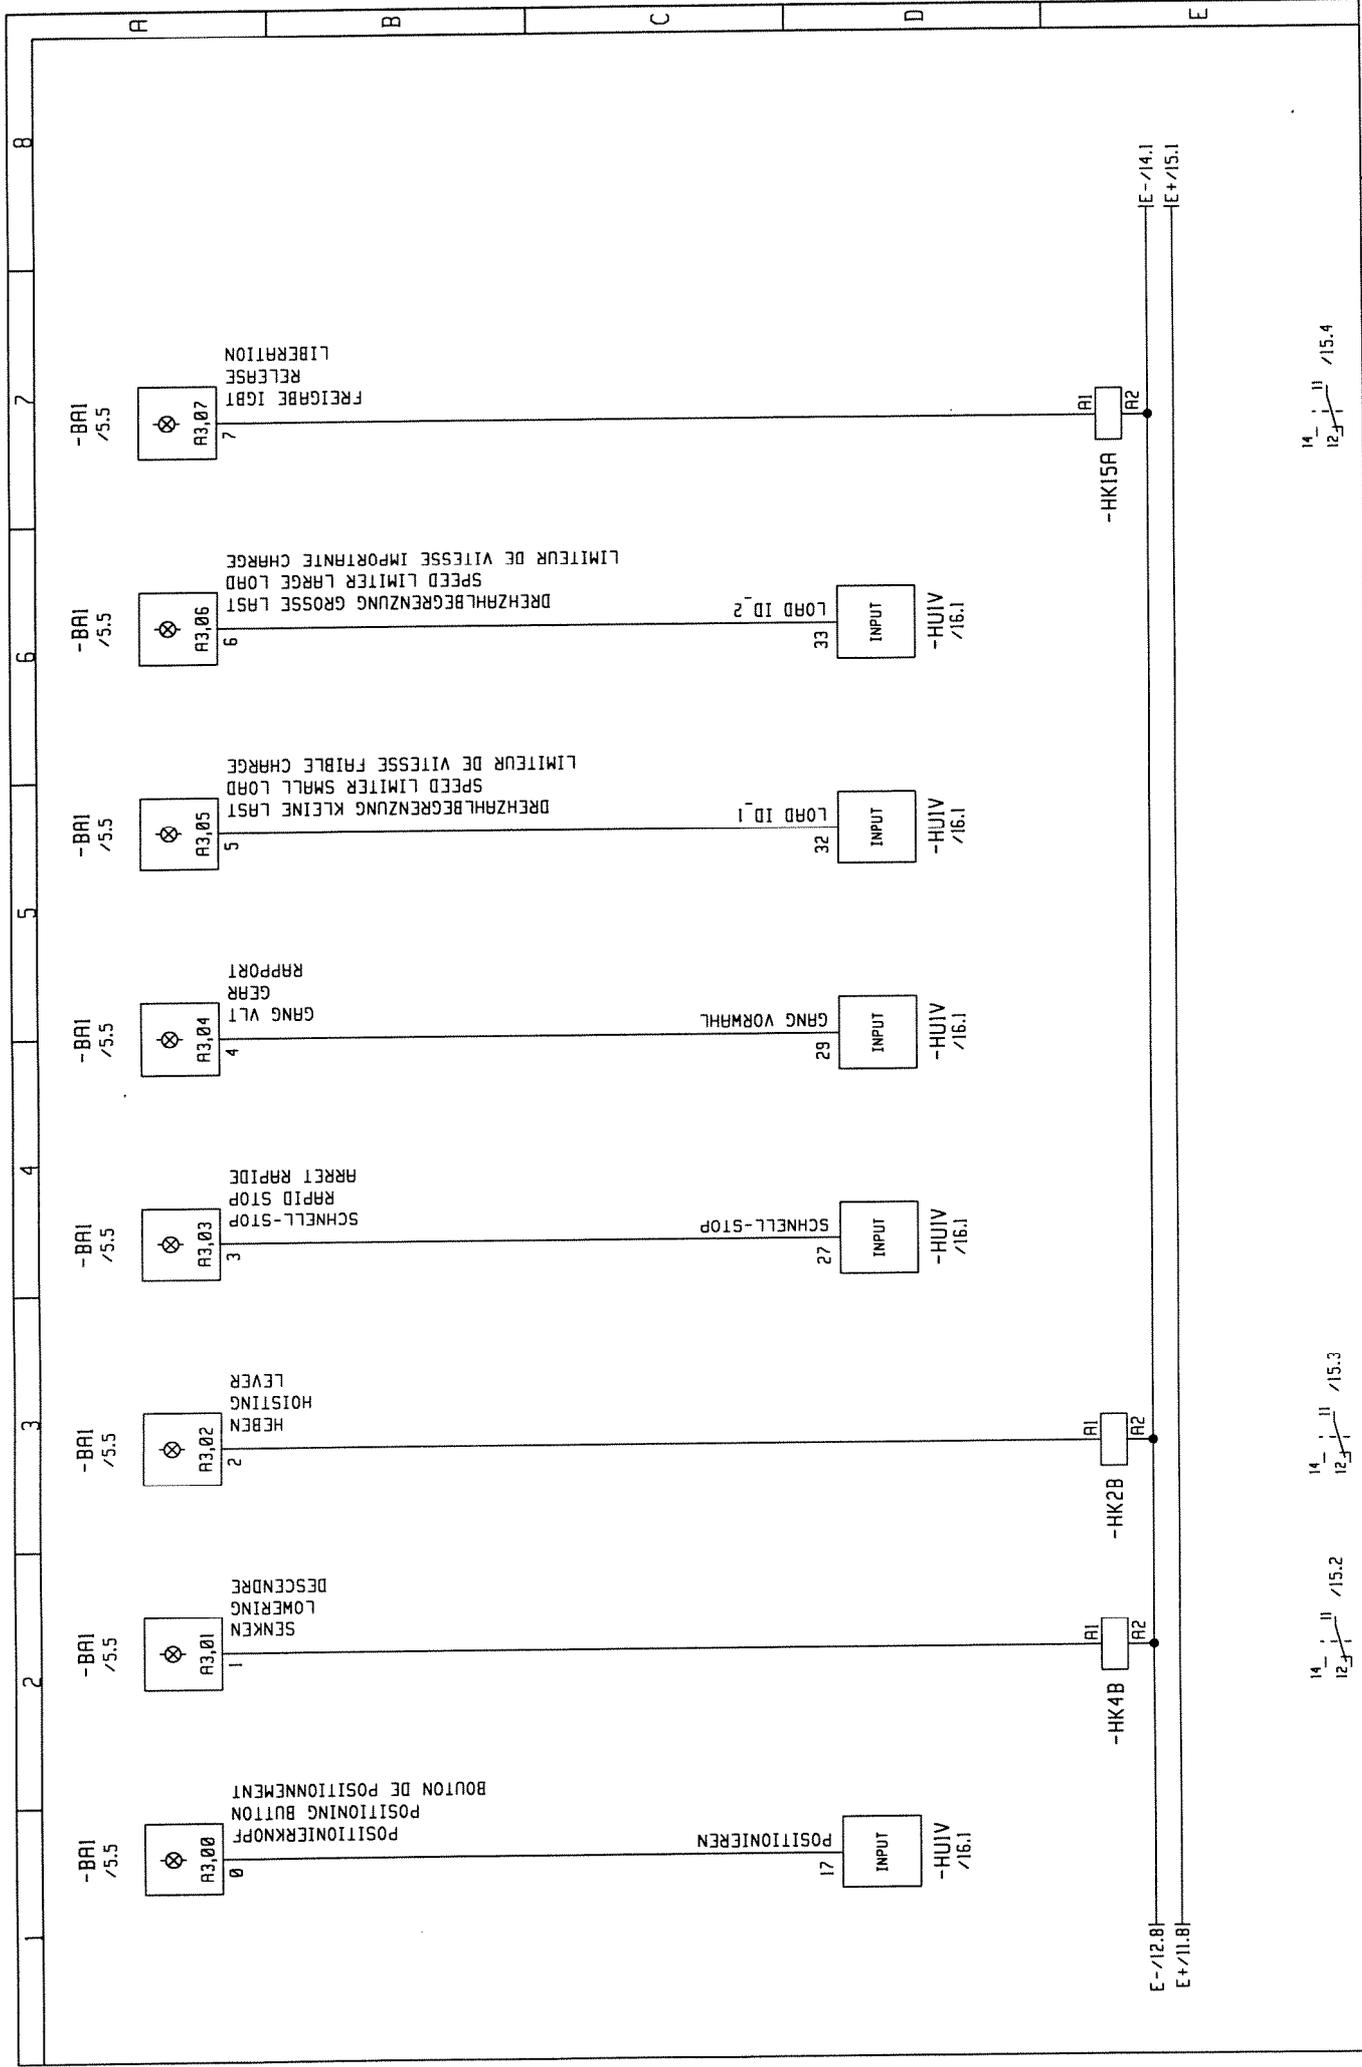 1
2
3
4
5
6
7
8
A
B
C
D
E
-BA1
/5.5
A3,00
0
POSITIONIERKNOPF
POSITIONING BUTTON
BOUTON DE POSITIONNEMENT
POSITIONIEREN
17
INPUT
-HU1V
/16.1
-BA1
/5.5
A3,01
1
SENKEN
LOWERING
DESCENDRE
A1
A2
-HK4B
14
11
12
/15.2
-BA1
/5.5
A3,02
2
HEBEN
HOISTING
LEVER
A1
A2
-HK2B
14
11
12
/15.3
-BA1
/5.5
A3,03
3
SCHNELL-STOP
RAPID STOP
ARRET RAPIDE
SCHNELL-STOP
27
INPUT
-HU1V
/16.1
-BA1
/5.5
A3,04
4
GANG VLT
GEAR
RAPPORT
GANG VORWAHL
29
INPUT
-HU1V
/16.1
-BA1
/5.5
A3,05
5
DREHZAHLBEGRENZUNG KLEINE LAST
SPEED LIMITER SMALL LOAD
LIMITEUR DE VITESSE FAIBLE CHARGE
LOAD ID_1
32
INPUT
-HU1V
/16.1
-BA1
/5.5
A3,06
6
DREHZAHLBEGRENZUNG GROSSE LAST
SPEED LIMITER LARGE LOAD
LIMITEUR DE VITESSE IMPORTANTE CHARGE
LOAD ID_2
33
INPUT
-HU1V
/16.1
-BA1
/5.5
A3,07
7
FREIGABE IGBT
RELEASE
LIBERATION
A1
A2
-HK15A
14
11
12
/15.4
E-/12.8
E+/11.8
E-/14.1
E+/15.1